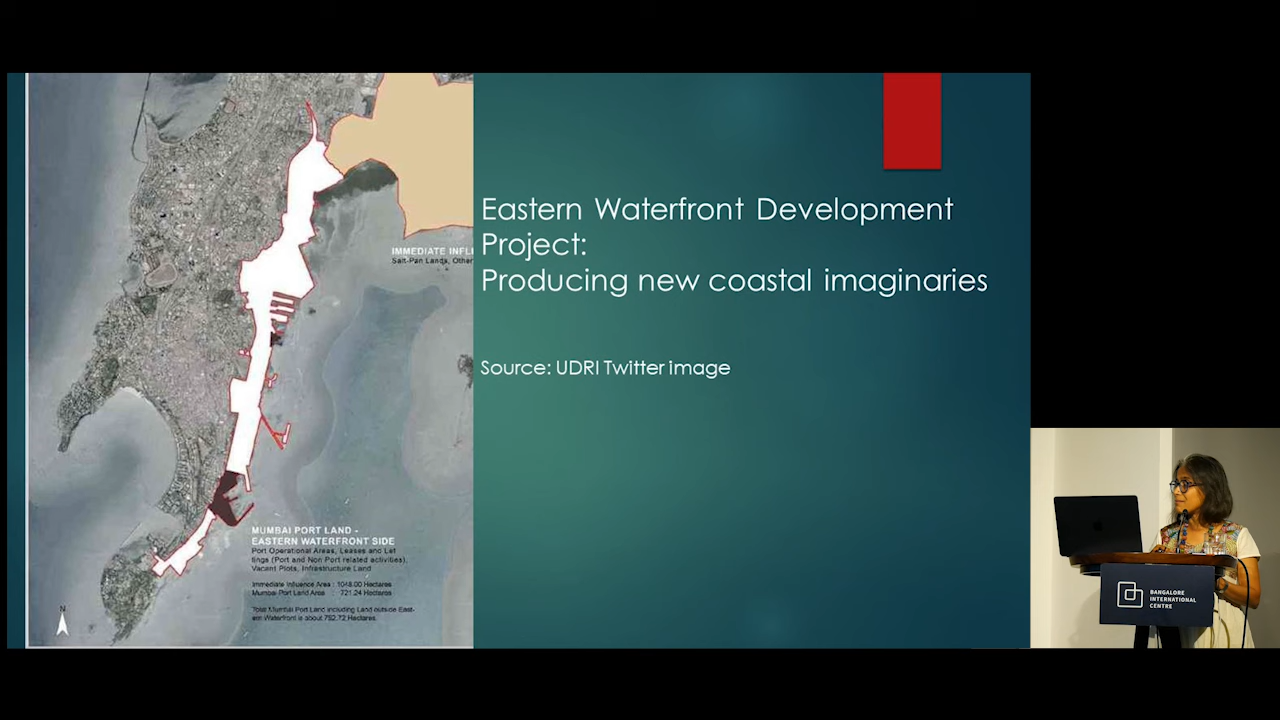 Eastern Waterfront Development
Project:
Producing new coastal imaginaries
Source: UDRI Twitter image
IMMEDIATE INFL
Salt-Pan Lands, Other
MUMBAI PORT LAND -
EASTERN WATERFRONT SIDE
Port Operational Areas, Leases and Let
tings (Port and Non Port related activities),
Vacant Plots, Infrastructure Land
Immediate Influence Area : 1048.00 Hectares
Mumbai Port Land Area : 721.24 Hectares
Total Mumbai Port Land including Land outside East-
ern Waterfront is about 752.72 Hectares.
N
BANGALORE
INTERNATIONAL
CENTRE